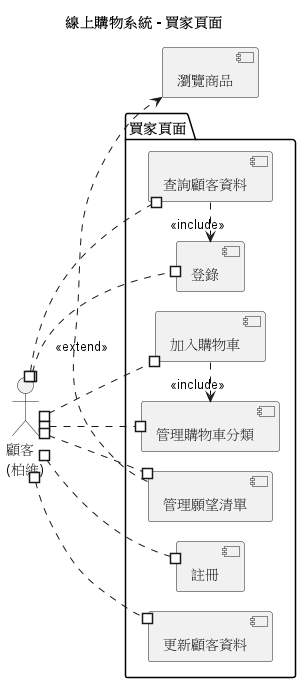 線上購物系統 - 買家頁面
瀏覽商品
買家頁面
查詢顧客資料
«include»
登錄
«extend»
加入購物車
«include»
管理購物車分類
顧客
(柏維)
管理願望清單
註冊
更新顧客資料